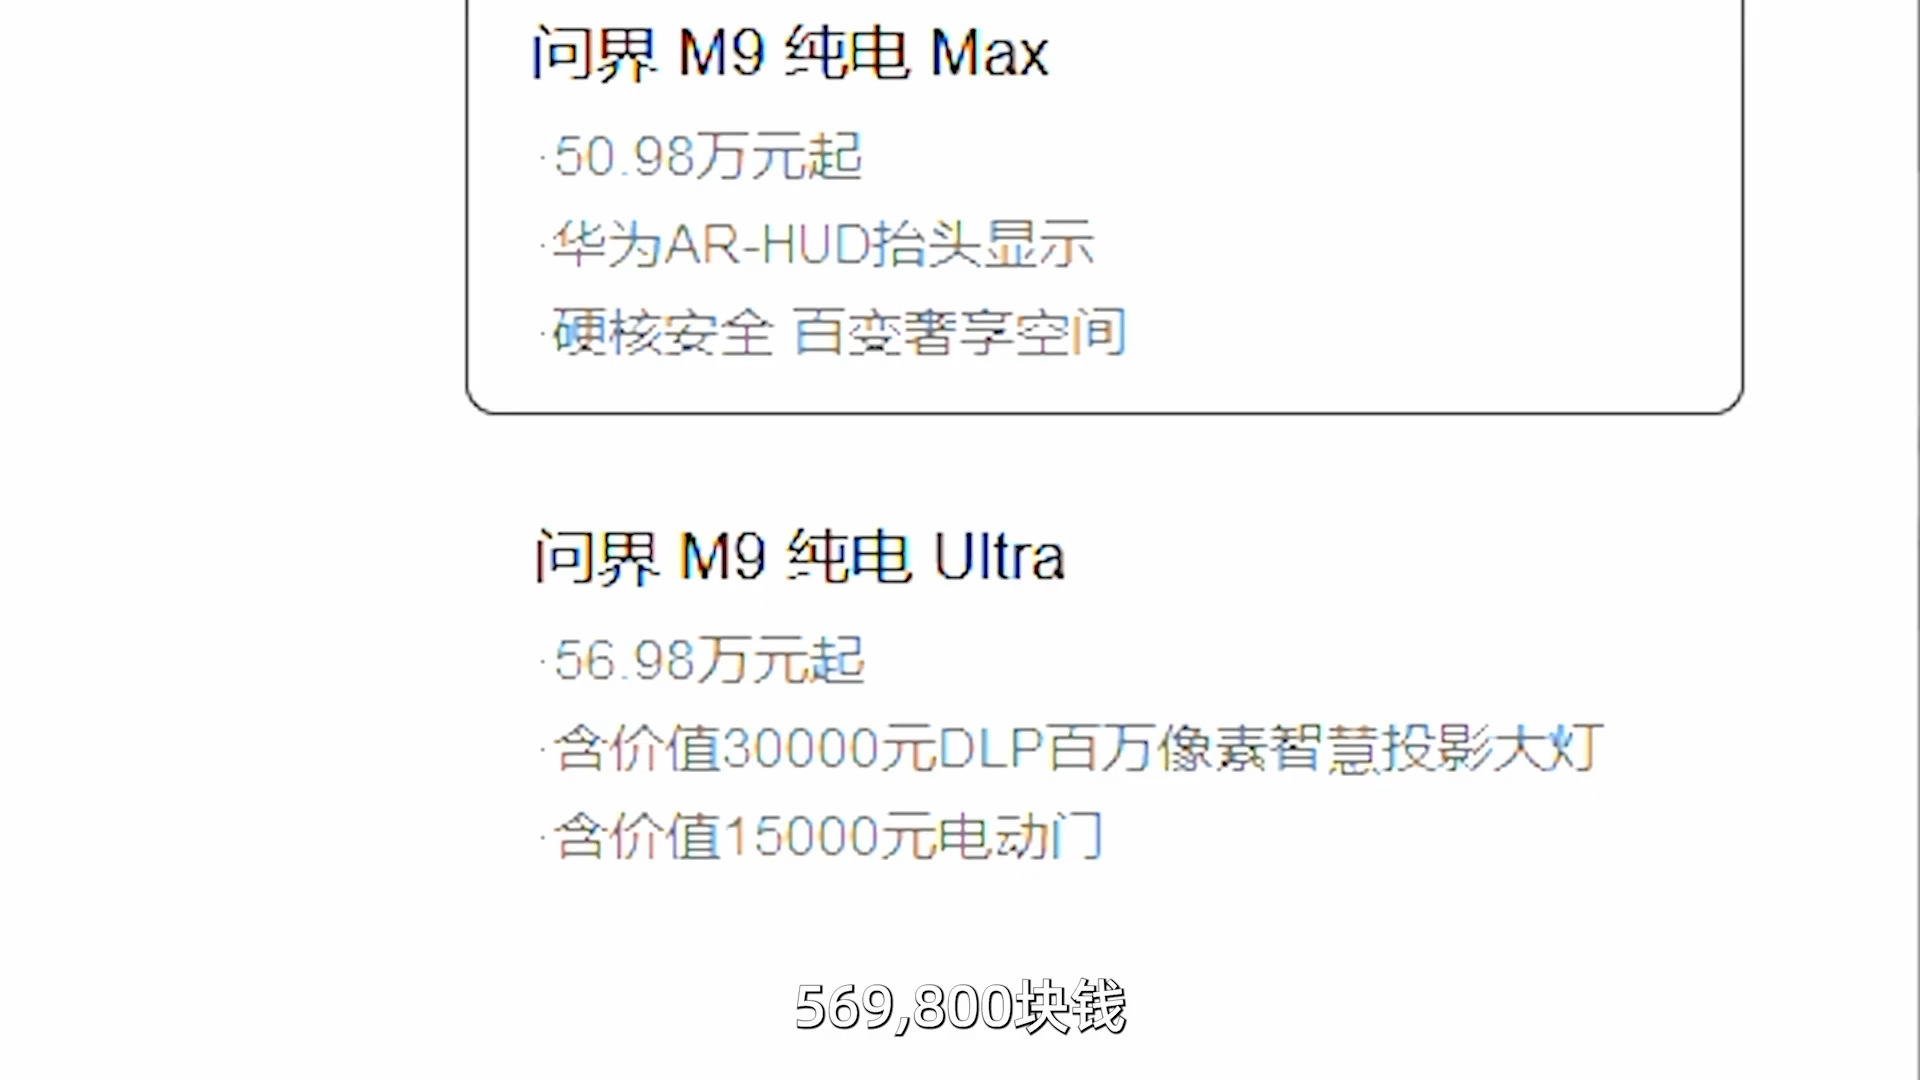 问界 M9 纯电 Max
·50.98万元起
·华为AR-HUD抬头显示
·硬核安全 百变奢享空间
问界 M9 纯电 Ultra
·56.98万元起
·含价值30000元DLP百万像素智慧投影大灯
·含价值15000元电动门
569,800块钱